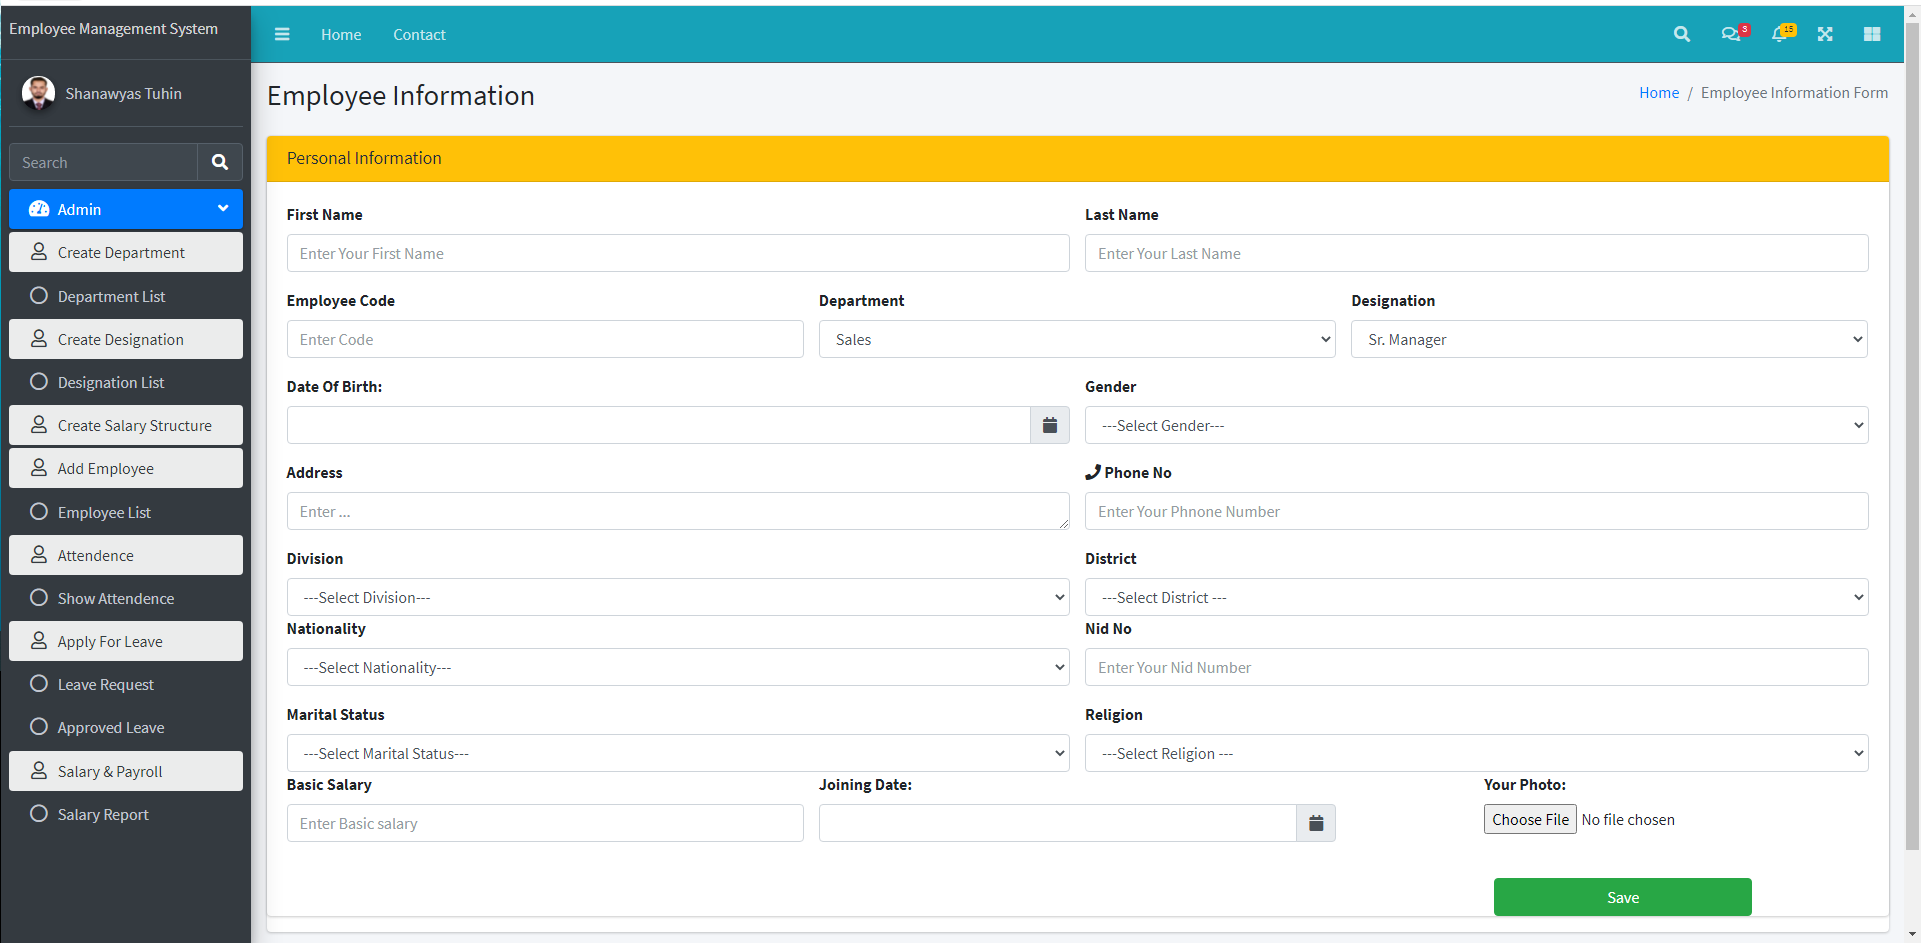 Employee Management System
Home
Contact
3
15
Shanawyas Tuhin
Employee Information
Home / Employee Information Form
Search
Admin
Create Department
Department List
Create Designation
Designation List
Create Salary Structure
Add Employee
Employee List
Attendence
Show Attendence
Apply For Leave
Leave Request
Approved Leave
Salary & Payroll
Salary Report
Personal Information
First Name
Last Name
Enter Your First Name
Enter Your Last Name
Employee Code
Department
Designation
Enter Code
Sales
Sr. Manager
Date Of Birth:
Gender
---Select Gender---
Address
Phone No
Enter ...
Enter Your Phnone Number
Division
District
---Select Division---
---Select District ---
Nationality
Nid No
---Select Nationality---
Enter Your Nid Number
Marital Status
Religion
---Select Marital Status---
---Select Religion ---
Basic Salary
Joining Date:
Your Photo:
Enter Basic salary
Choose File No file chosen
Save